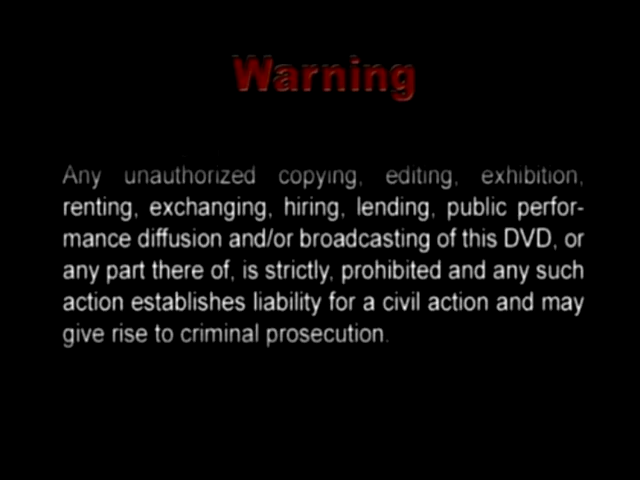 Warning
Any unauthorized copying, editing, exhibition,
renting, exchanging, hiring, lending, public perfor-
mance diffusion and/or broadcasting of this DVD, or
any part there of, is strictly, prohibited and any such
action establishes liability for a civil action and may
give rise to criminal prosecution.